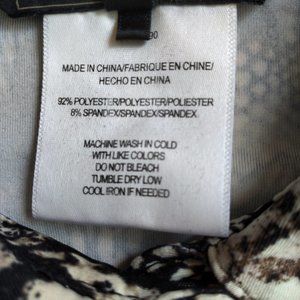 90
MADE IN CHINA/FABRIQUE EN CHINE/
HECHO EN CHINA
92% POLYESTER/POLYESTER/POLIESTER
8% SPANDEX/SPANDEX/SPANDEX
MACHINE WASH IN COLD
WITH LIKE COLORS
DO NOT BLEACH
TUMBLE DRY LOW
COOL IRON IF NEEDED